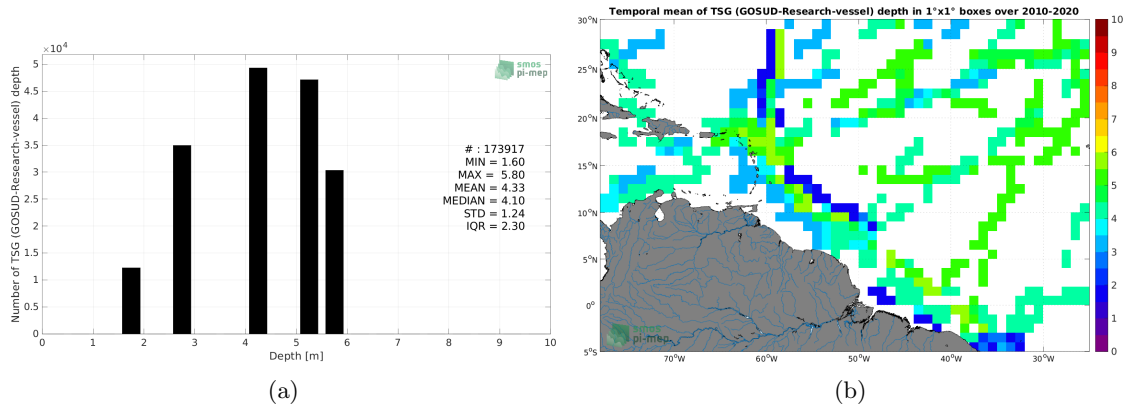 ×10⁴
5
4.5
4
3.5
3
2.5
2
1.5
1
0.5
0
Number of TSG (GOSUD-Research-vessel) depth
smos
pi-mep
# : 173917
MIN = 1.60
MAX = 5.80
MEAN = 4.33
MEDIAN = 4.10
STD = 1.24
IQR = 2.30
0 1 2 3 4 5 6 7 8 9 10
Depth [m]
(a)
Temporal mean of TSG (GOSUD-Research-vessel) depth in 1°x1° boxes over 2010-2020
30°N
25°N
20°N
15°N
10°N
5°N
0°
5°S
70°W 60°W 50°W 40°W 30°W
smos
pi-mep
10
9
8
7
6
5
4
3
2
1
0
(b)